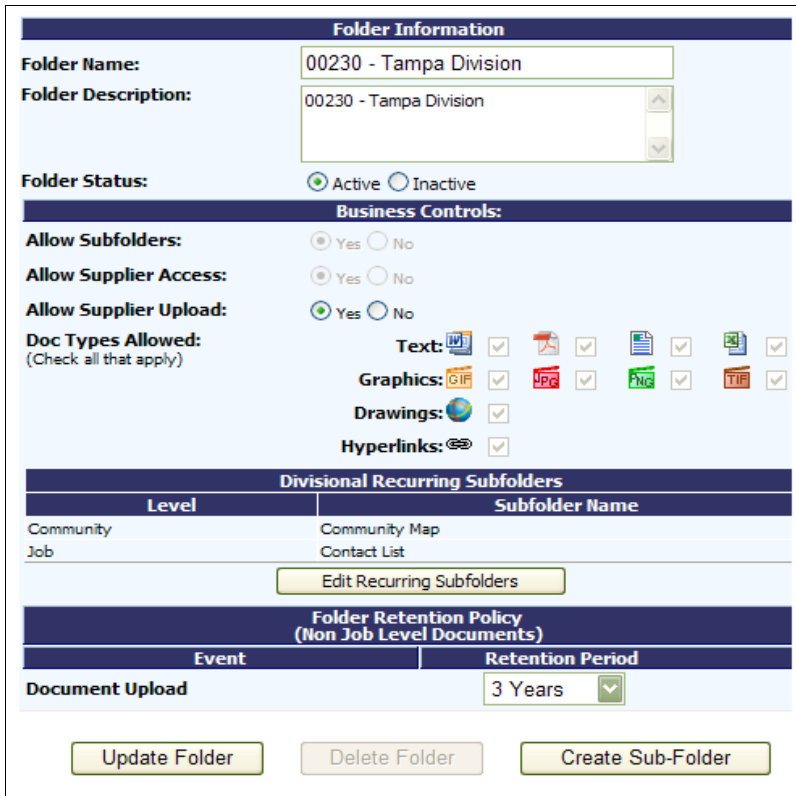 Folder Information
Folder Name: 00230 - Tampa Division
Folder Description: 00230 - Tampa Division
Folder Status: Active Inactive
Business Controls:
Allow Subfolders: Yes No
Allow Supplier Access: Yes No
Allow Supplier Upload: Yes No
Doc Types Allowed:
(Check all that apply)
Text: W
Graphics: GIF JPG PNG TIF
Drawings:
Hyperlinks:
Divisional Recurring Subfolders
Level Subfolder Name
Community Community Map
Job Contact List
Edit Recurring Subfolders
Folder Retention Policy
(Non Job Level Documents)
Event Retention Period
Document Upload 3 Years
Update Folder Delete Folder Create Sub-Folder